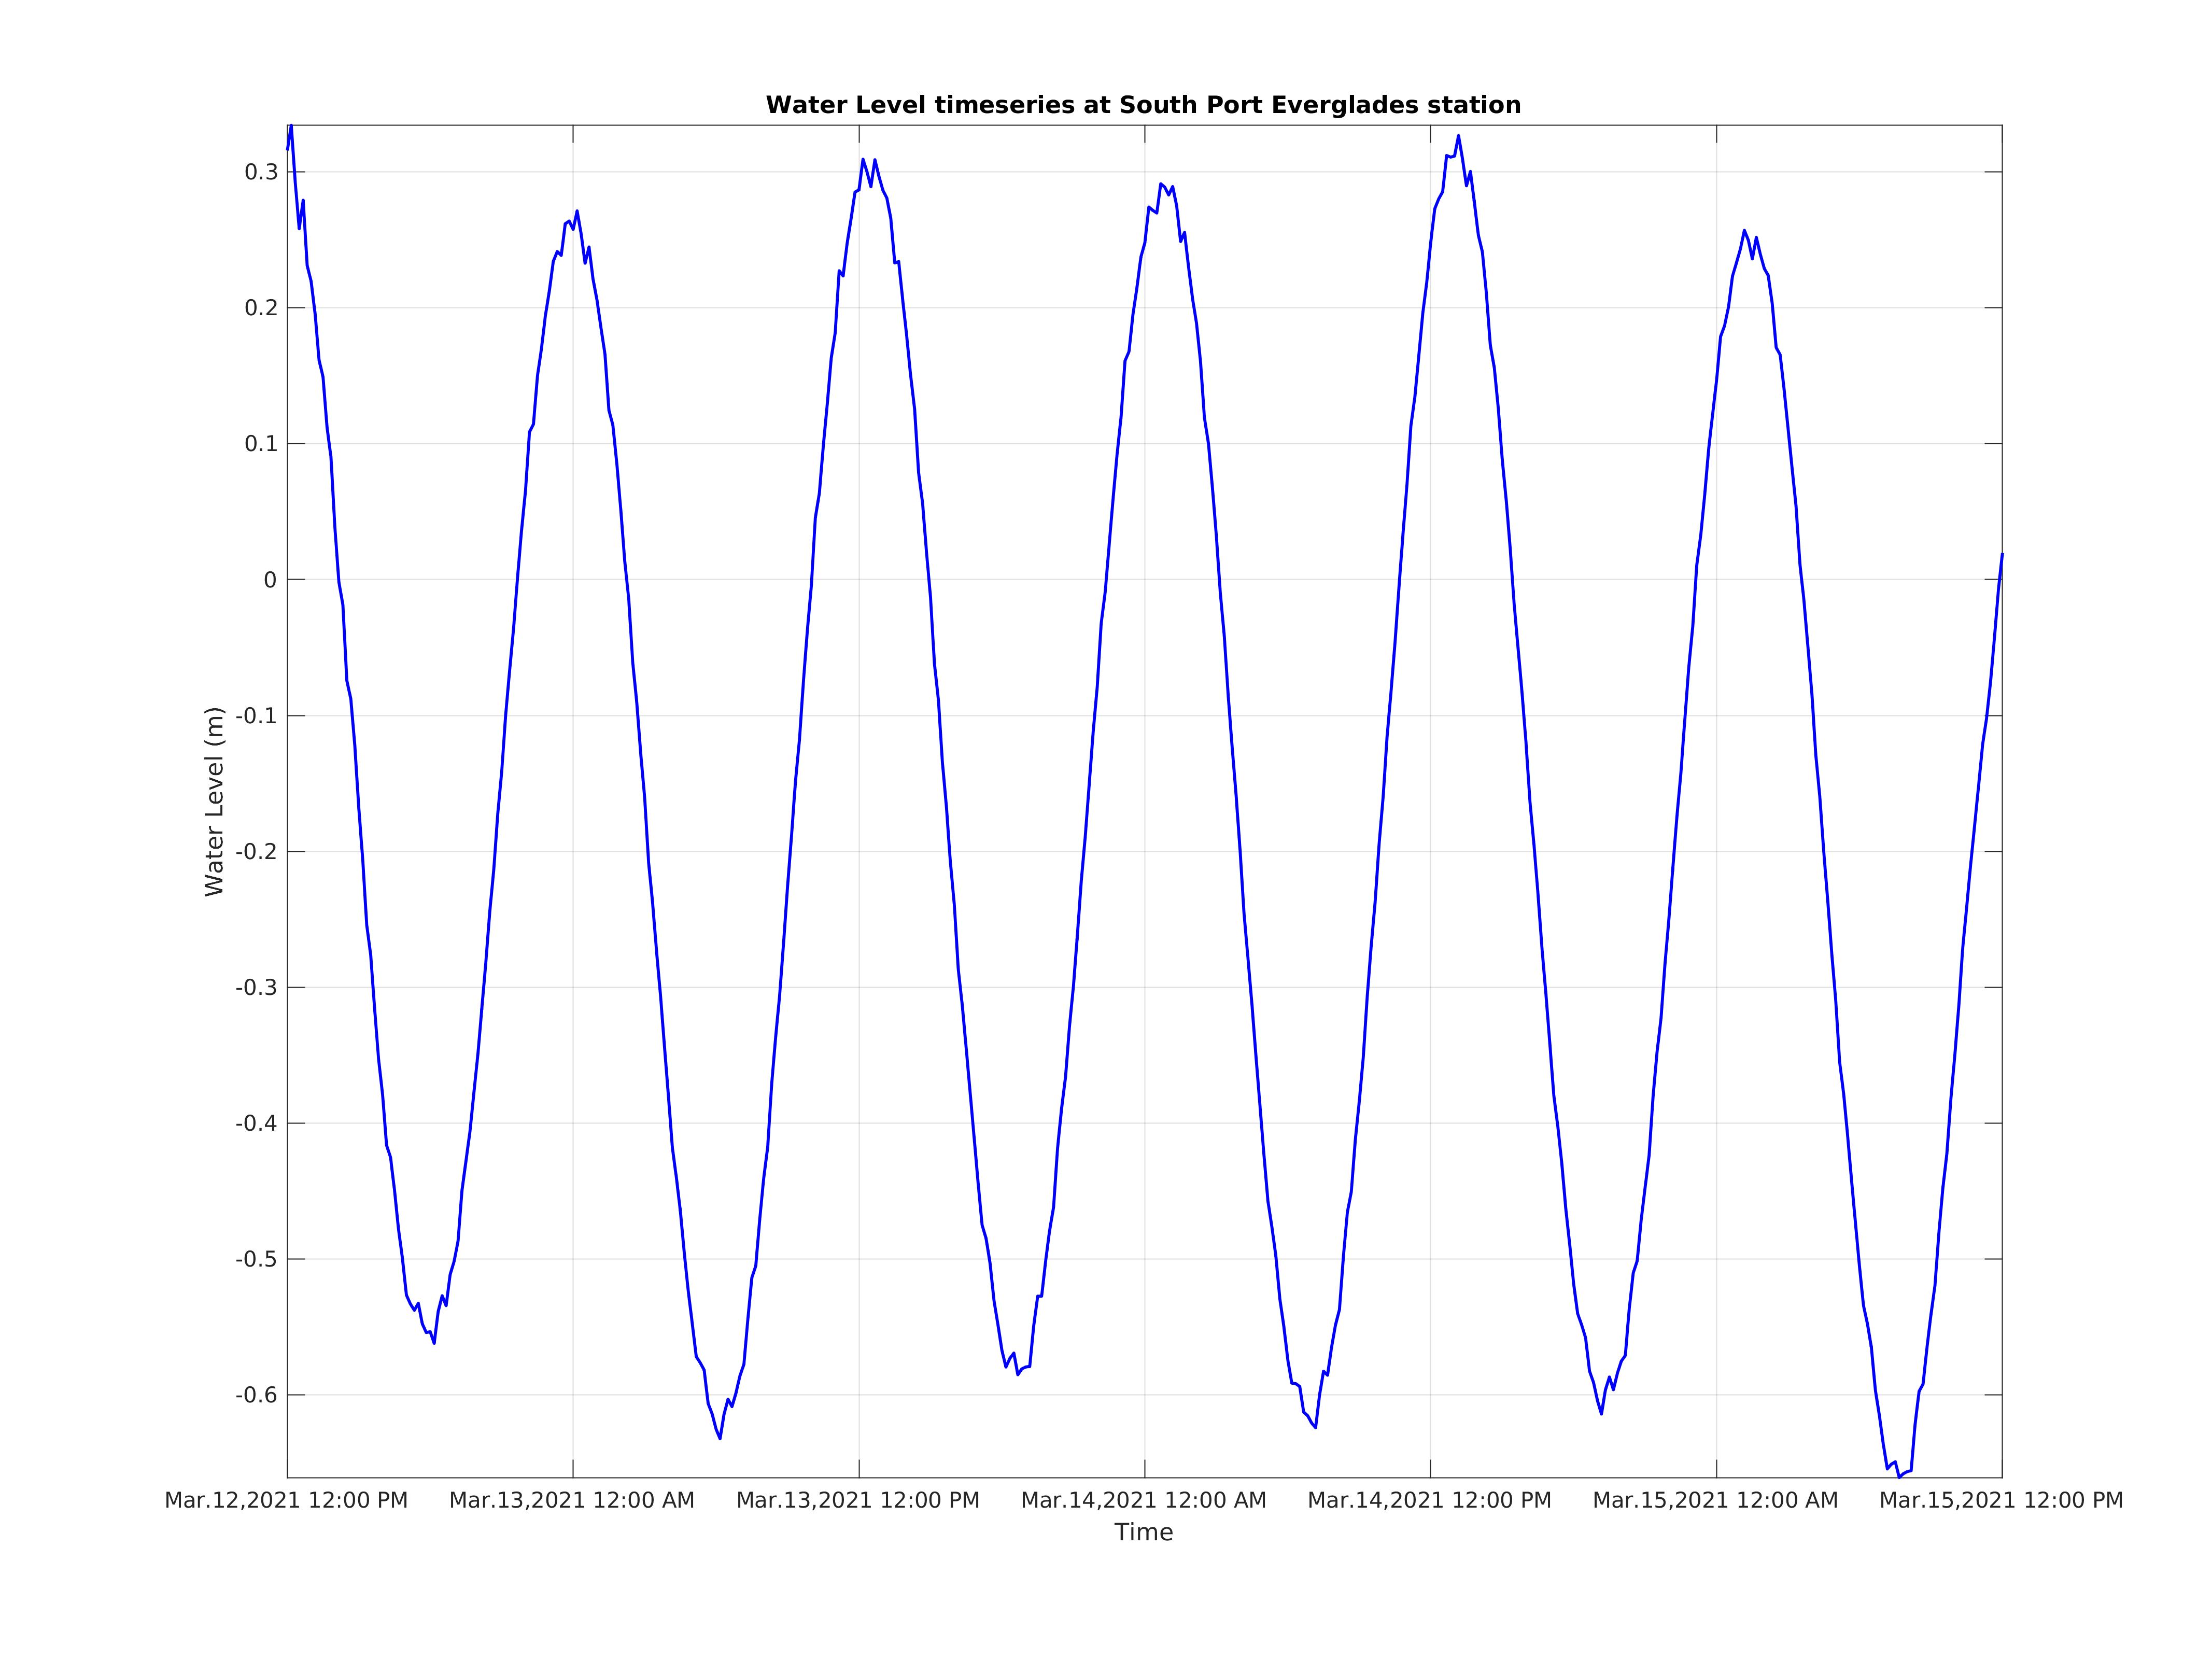 Water Level timeseries at South Port Everglades station
0.3
0.2
0.1
0
-0.1
-0.2
-0.3
-0.4
-0.5
-0.6
Water Level (m)
Mar.12,2021 12:00 PM Mar.13,2021 12:00 AM Mar.13,2021 12:00 PM Mar.14,2021 12:00 AM Mar.14,2021 12:00 PM Mar.15,2021 12:00 AM Mar.15,2021 12:00 PM
Time